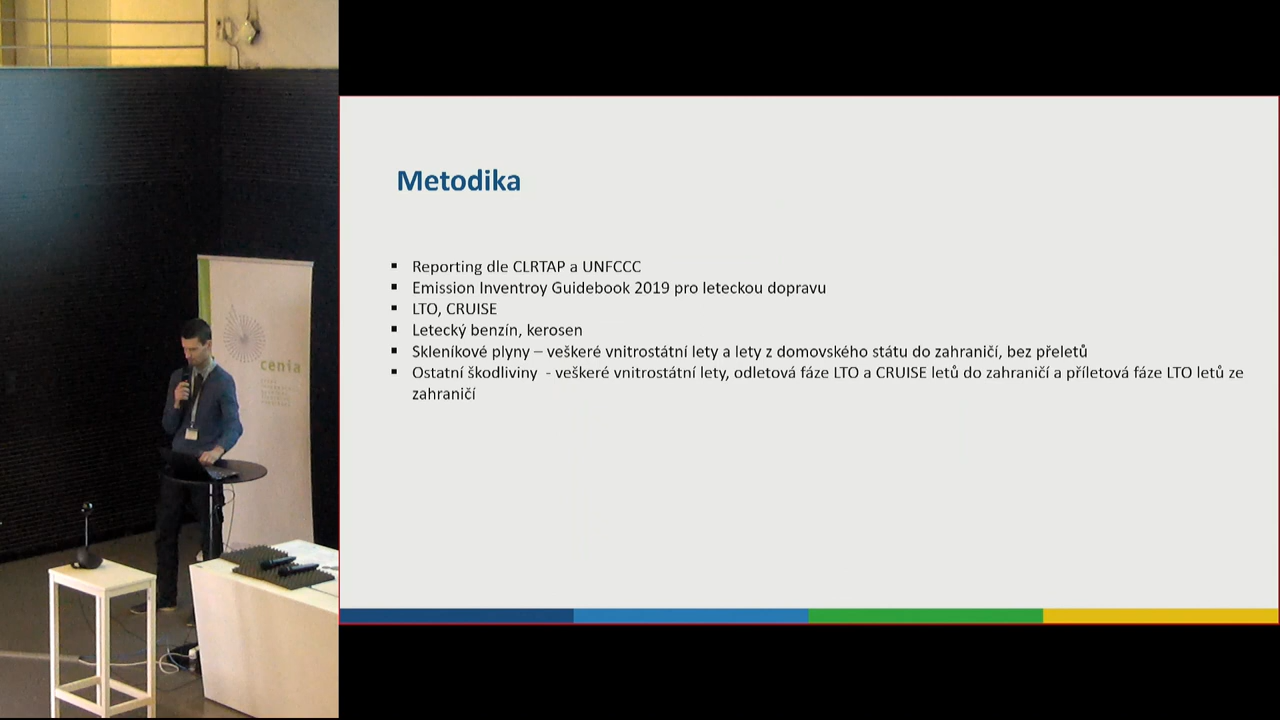 Metodika
▪ Reporting dle CLRTAP a UNFCCC
▪ Emission Inventroy Guidebook 2019 pro leteckou dopravu
▪ LTO, CRUISE
▪ Letecký benzín, kerosen
▪ Skleníkové plyny – veškeré vnitrostátní lety a lety z domovského státu do zahraničí, bez přeletů
▪ Ostatní škodliviny - veškeré vnitrostátní lety, odletová fáze LTO a CRUISE letů do zahraničí a příletová fáze LTO letů ze
zahraničí
cenia